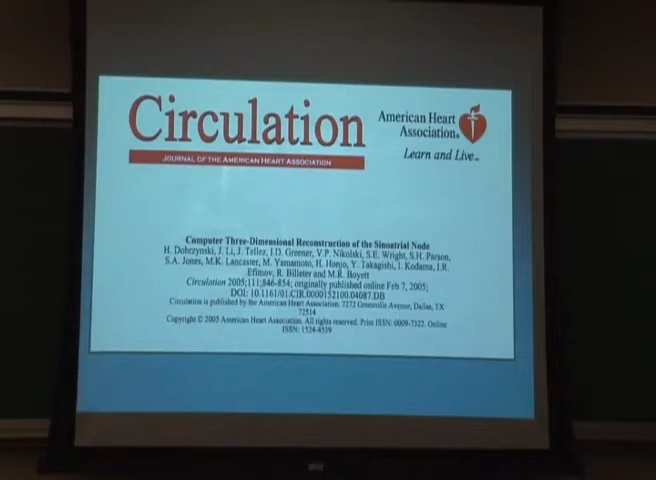 Circulation
JOURNAL OF THE AMERICAN HEART ASSOCIATION
American Heart
Association®
Learn and Live℠
Computer Three-Dimensional Reconstruction of the Sinoatrial Node
H. Dobrzynski, J. Li, J. Tellez, I.D. Greener, V.P. Nikolski, S.E. Wright, S.H. Parson,
S.A. Jones, M.K. Lancaster, M. Yamamoto, H. Honjo, Y. Takagishi, I. Kodama, I.R.
Efimov, R. Billeter and M.R. Boyett
Circulation 2005;111;846-854; originally published online Feb 7, 2005;
DOI: 10.1161/01.CIR.0000152100.04087.DB
Circulation is published by the American Heart Association. 7272 Greenville Avenue, Dallas, TX
72514
Copyright © 2005 American Heart Association. All rights reserved. Print ISSN: 0009-7322. Online
ISSN: 1524-4539